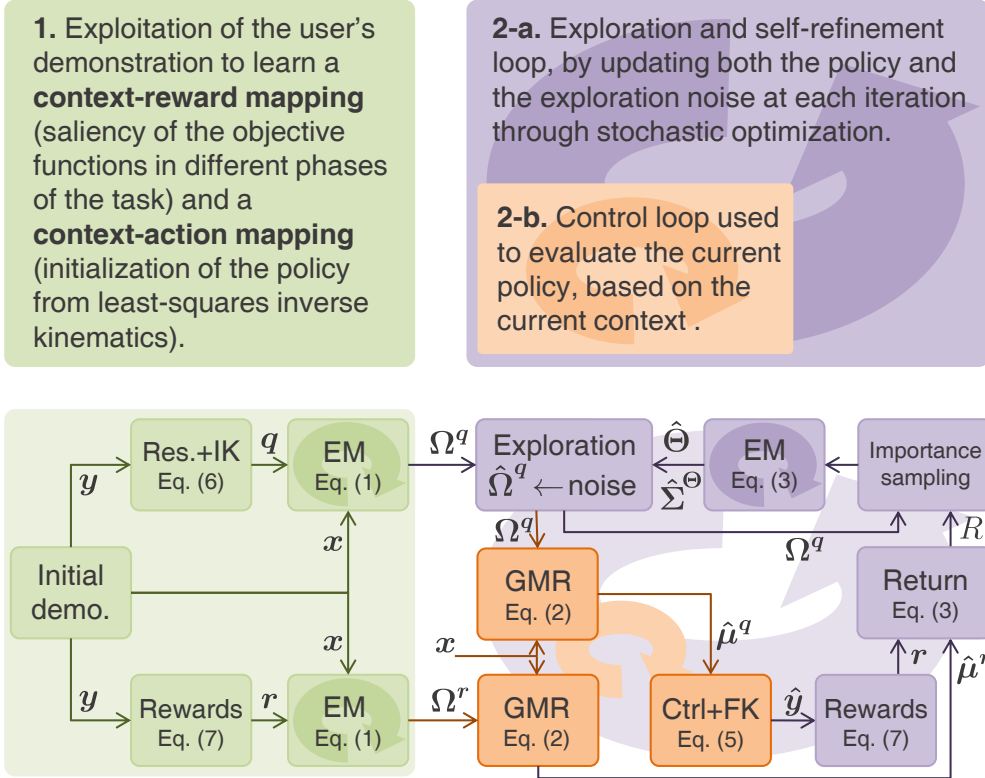 1. Exploitation of the user's
demonstration to learn a
context-reward mapping
(saliency of the objective
functions in different phases
of the task) and a
context-action mapping
(initialization of the policy
from least-squares inverse
kinematics).
2-a. Exploration and self-refinement
loop, by updating both the policy and
the exploration noise at each iteration
through stochastic optimization.
2-b. Control loop used
to evaluate the current
policy, based on the
current context .
y
Res.+IK
Eq. (6)
q
EM
Eq. (1)
Ω^q
Exploration
Ω̂^q ← noise
Θ̂
Σ̂^Θ
EM
Eq. (3)
Importance
sampling
x
Ω^q
Ω^q
R
Initial
demo.
GMR
Eq. (2)
Return
Eq. (3)
x
x
μ̂^q
r
μ̂^r
y
Rewards
Eq. (7)
r
EM
Eq. (1)
Ω^r
GMR
Eq. (2)
Ctrl+FK
Eq. (5)
ŷ
Rewards
Eq. (7)